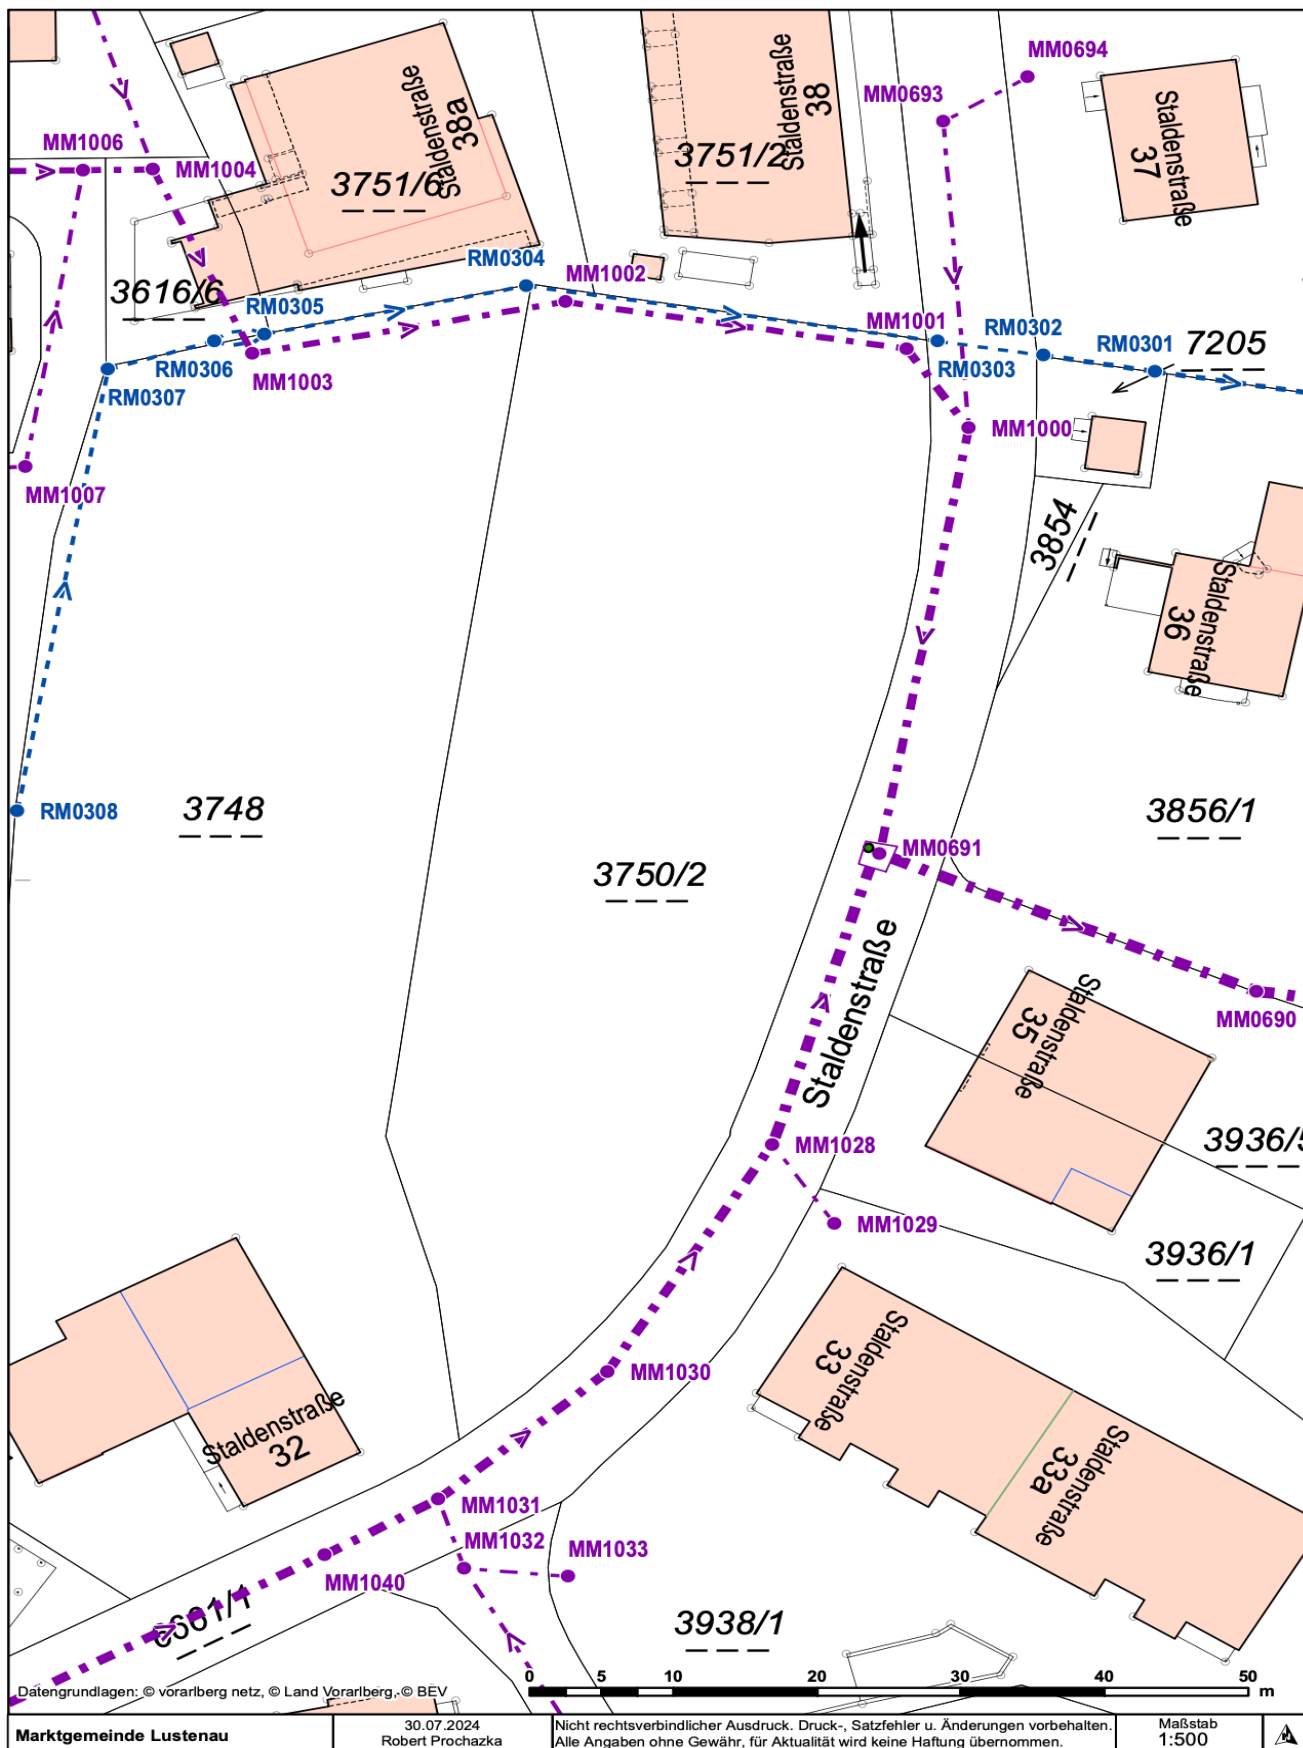 MM0694
MM0693
MM1006
MM1004
Staldenstraße
38a
3751/6
Staldenstraße
38
3751/2
Staldenstraße
37
RM0304
MM1002
3616/6
RM0305
MM1001
RM0302
RM0301
7205
RM0306
MM1003
RM0303
RM0307
MM1000
MM1007
3854
Staldenstraße
36
RM0308
3748
3856/1
3750/2
MM0691
Staldenstraße
MM0690
Staldenstraße
35
MM1028
3936/5
MM1029
3936/1
MM1030
Staldenstraße
33
Staldenstraße
32
Staldenstraße
33a
MM1031
MM1032
MM1033
MM1040
3938/1
0 5 10 20 30 40 50 m
Datengrundlagen: © vorarlberg netz, © Land Vorarlberg, © BEV
Marktgemeinde Lustenau
30.07.2024
Robert Prochazka
Nicht rechtsverbindlicher Ausdruck. Druck-, Satzfehler u. Änderungen vorbehalten.
Alle Angaben ohne Gewähr, für Aktualität wird keine Haftung übernommen.
Maßstab
1:500